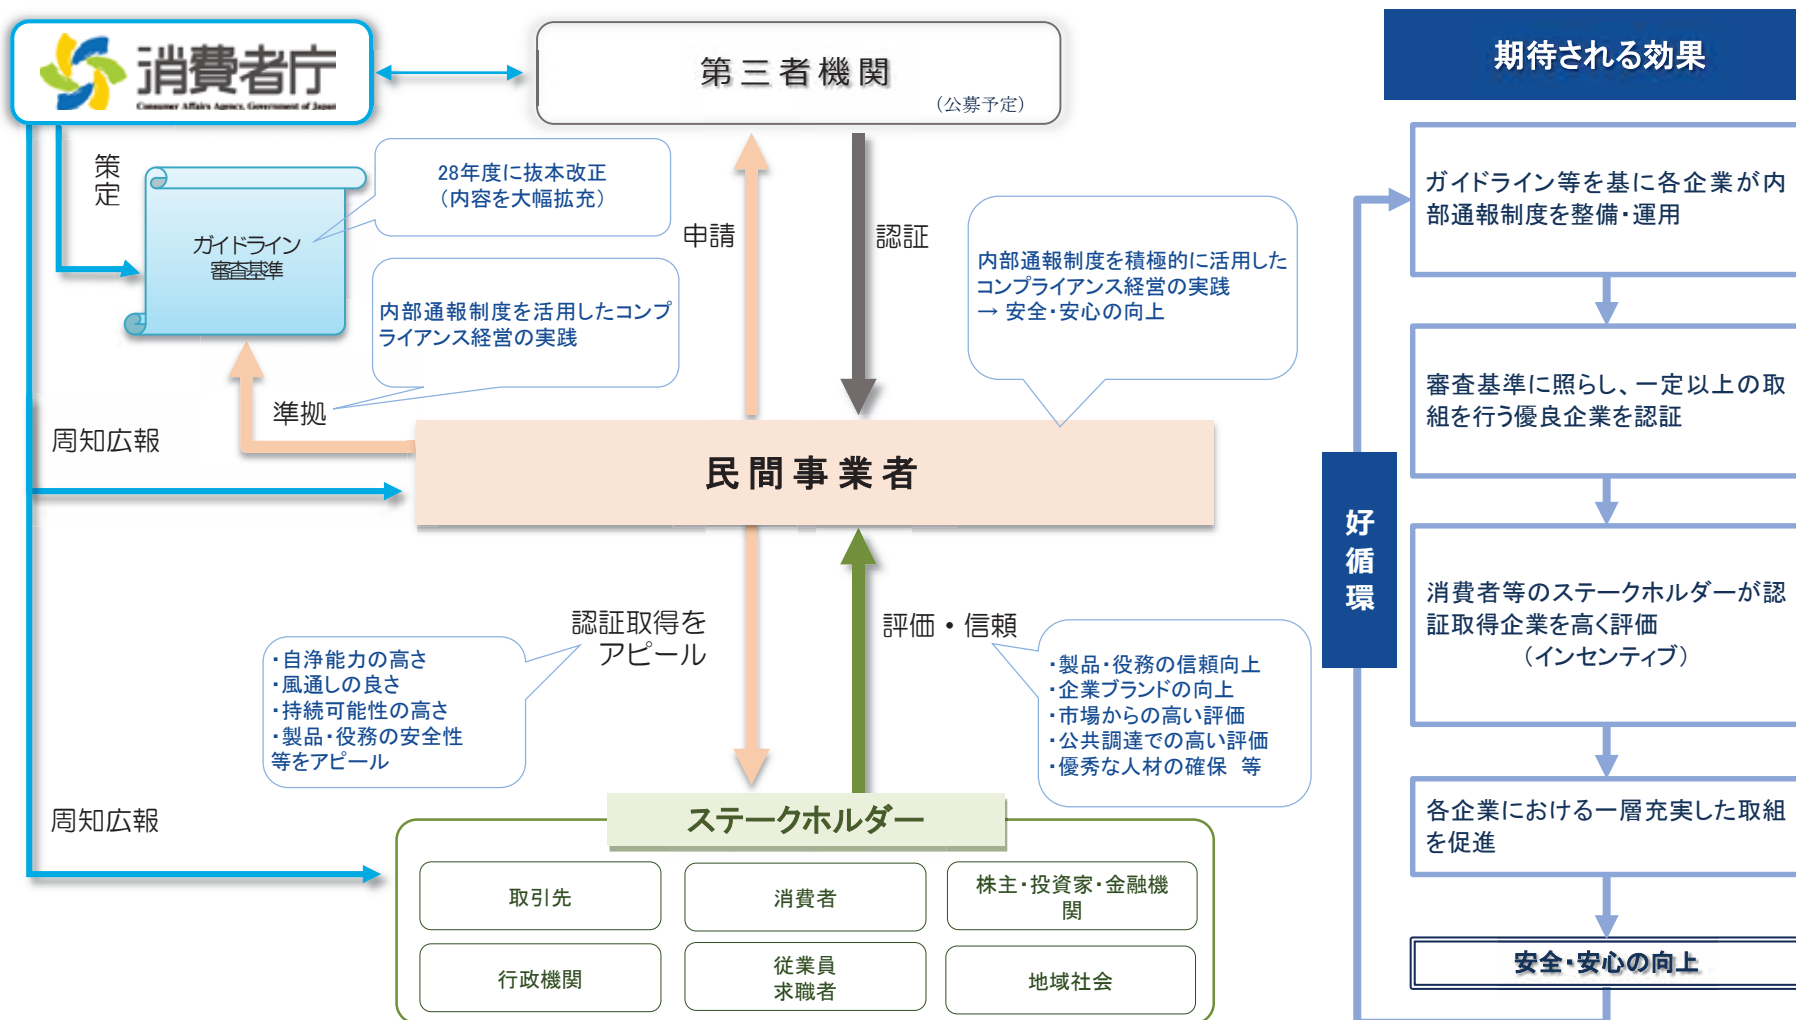 消費者庁
Consumer Affairs Agency, Government of Japan
第三者機関
（公募予定）
策定
28年度に抜本改正
（内容を大幅拡充）
ガイドライン
審査基準
申請
認証
内部通報制度を積極的に活用した
コンプライアンス経営の実践
→ 安全・安心の向上
内部通報制度を活用したコンプ
ライアンス経営の実践
準拠
周知広報
民間事業者
認証取得を
アピール
評価・信頼
・自浄能力の高さ
・風通しの良さ
・持続可能性の高さ
・製品・役務の安全性
等をアピール
・製品・役務の信頼向上
・企業ブランドの向上
・市場からの高い評価
・公共調達での高い評価
・優秀な人材の確保 等
周知広報
ステークホルダー
取引先
消費者
株主・投資家・金融機
関
行政機関
従業員
求職者
地域社会
期待される効果
ガイドライン等を基に各企業が内
部通報制度を整備・運用
審査基準に照らし、一定以上の取
組を行う優良企業を認証
好循環
消費者等のステークホルダーが認
証取得企業を高く評価
（インセンティブ）
各企業における一層充実した取組
を促進
安全・安心の向上